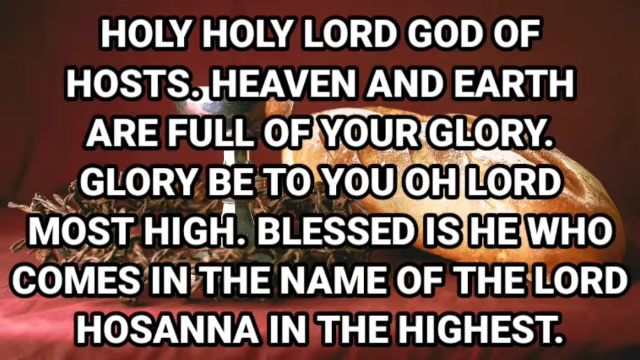 HOLY HOLY LORD GOD OF
HOSTS. HEAVEN AND EARTH
ARE FULL OF YOUR GLORY.
GLORY BE TO YOU OH LORD
MOST HIGH. BLESSED IS HE WHO
COMES IN THE NAME OF THE LORD
HOSANNA IN THE HIGHEST.